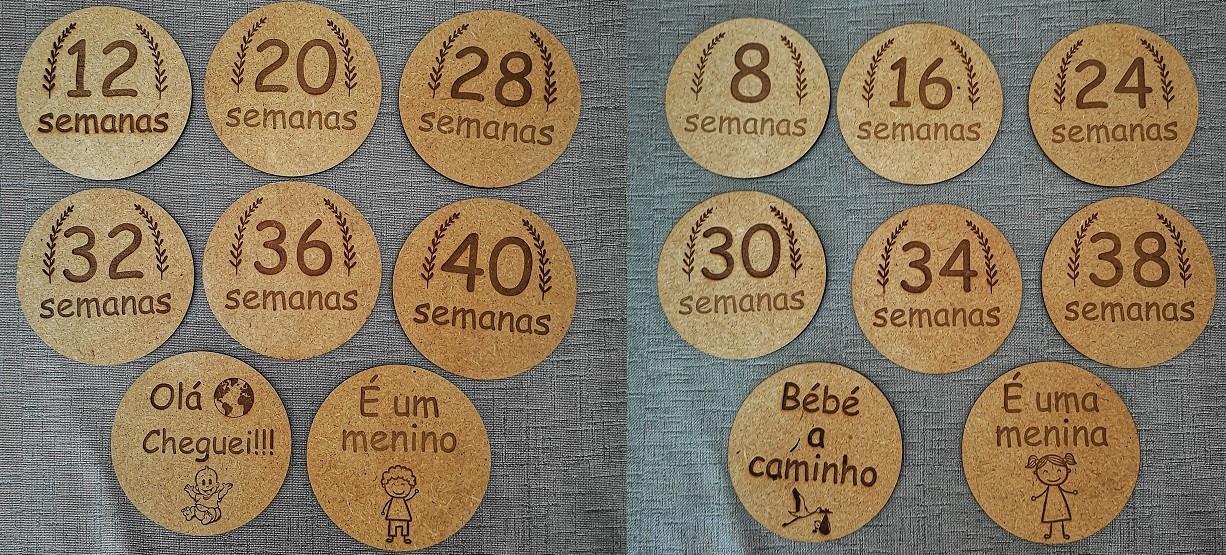 12
semanas
20
semanas
28
semanas
32
semanas
36
semanas
40
semanas
Olá
Cheguei!!!
É um
menino
8
semanas
16
semanas
24
semanas
30
semanas
34
semanas
38
semanas
Bébé
a
caminho
É uma
menina